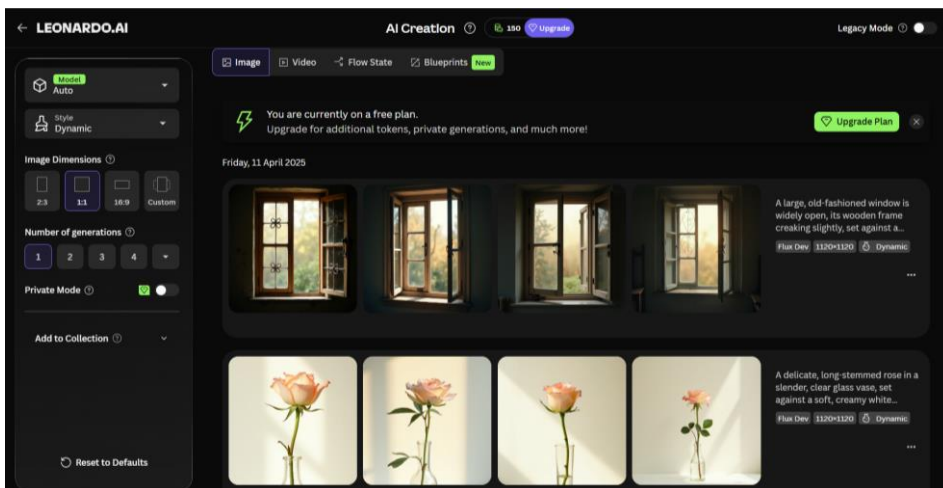 ← LEONARDO.AI
AI Creation
150 Upgrade
Legacy Mode
Image
Video
Flow State
Blueprints New
Model
Auto
Style
Dynamic
Image Dimensions
2:3
1:1
16:9
Custom
Number of generations
1
2
3
4
Private Mode
Add to Collection
Reset to Defaults
You are currently on a free plan.
Upgrade for additional tokens, private generations, and much more!
Upgrade Plan
Friday, 11 April 2025
A large, old-fashioned window is
widely open, its wooden frame
creaking slightly, set against a...
Flux Dev 1120×1120 Dynamic
A delicate, long-stemmed rose in a
slender, clear glass vase, set
against a soft, creamy white...
Flux Dev 1120×1120 Dynamic